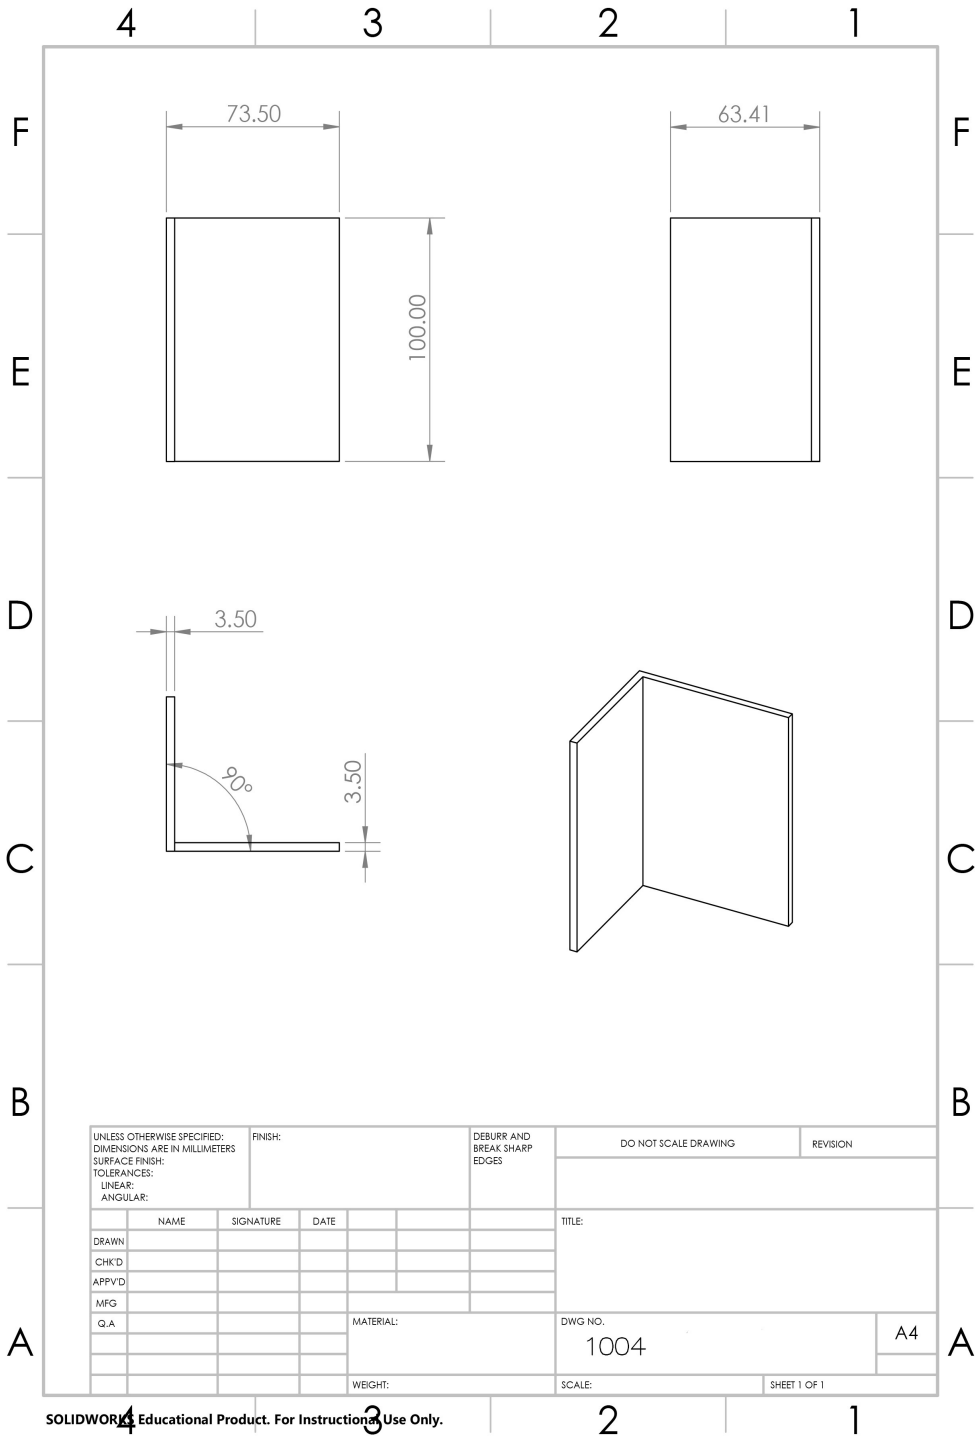 4 3 2 1
73.50 63.41
F F
E E
100.00
D D
3.50
90°
3.50
C C
B B
UNLESS OTHERWISE SPECIFIED:
DIMENSIONS ARE IN MILLIMETERS
SURFACE FINISH:
TOLERANCES:
LINEAR:
ANGULAR:
FINISH:
DEBURR AND
BREAK SHARP
EDGES
DO NOT SCALE DRAWING
REVISION
NAME SIGNATURE DATE
TITLE:
DRAWN
CHK'D
APPV'D
MFG
Q.A
MATERIAL:
DWG NO.
1004
A4
A A
WEIGHT:
SCALE:
SHEET 1 OF 1
SOLIDWORKS Educational Product. For Instructional Use Only.
4 3 2 1